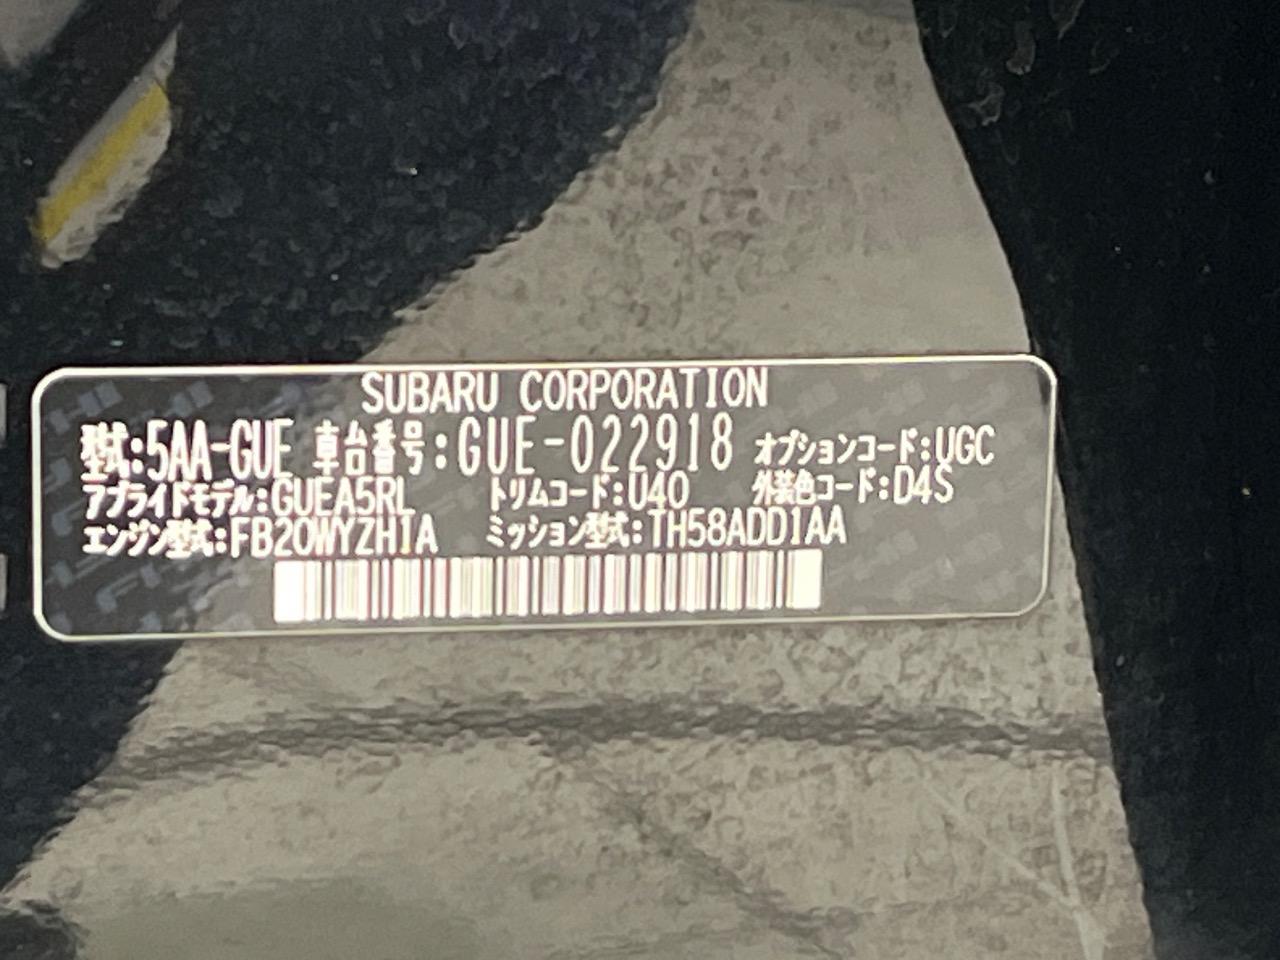 SUBARU CORPORATION
型式:5AA-GUE 車台番号:GUE-022918 オプションコード:UGC
アプライドモデル:GUEA5RL トリムコード:U40 外装色コード:D4S
エンジン型式:FB20WYZH1A ミッション型式:TH58ADD1AA